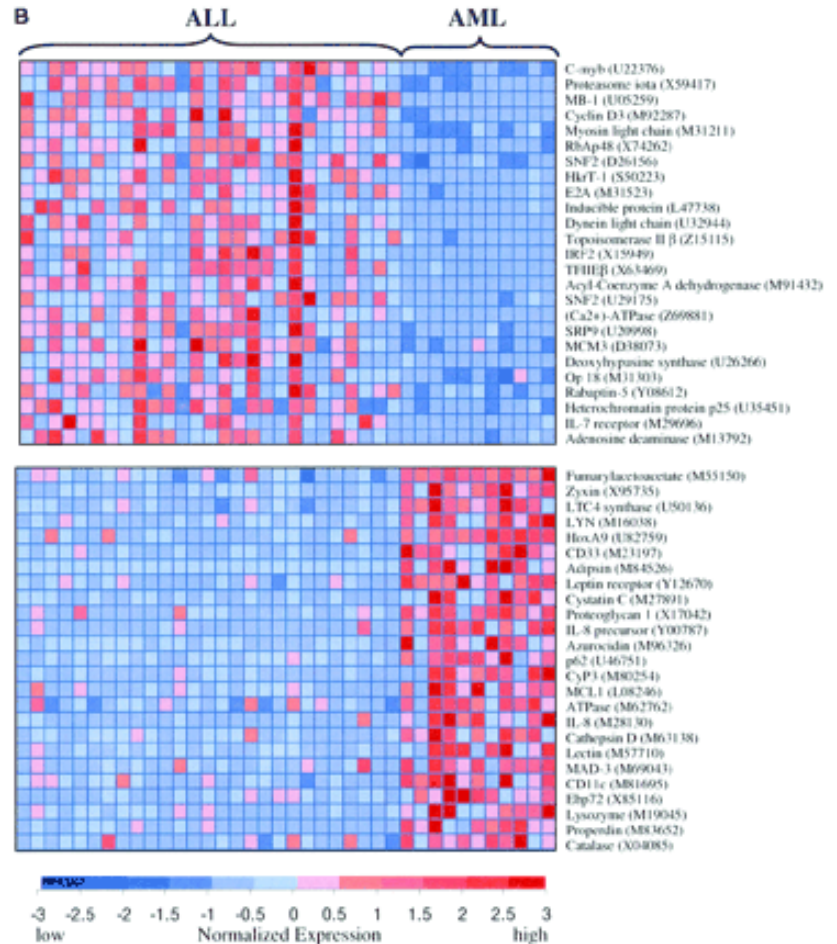 B
ALL AML
C-myb (U22376)
Proteasome iota (X59417)
MB-1 (U05259)
Cyclin D3 (M92287)
Myosin light chain (M31211)
RbAp48 (X74262)
SNF2 (D26156)
HkrT-1 (S50223)
E2A (M31523)
Inducible protein (L47738)
Dynein light chain (U32944)
Topoisomerase II β (Z15115)
IRF2 (X15949)
TFIIEβ (X63469)
Acyl-Coenzyme A dehydrogenase (M91432)
SNF2 (U29175)
(Ca2+)-ATPase (Z69881)
SRP9 (U20998)
MCM3 (D38073)
Deoxyhypusine synthase (U26266)
Op 18 (M31303)
Rabaptin-5 (Y08612)
Heterochromatin protein p25 (U35451)
IL-7 receptor (M29696)
Adenosine deaminase (M13792)
Fumarylacetoacetate (M55150)
Zyxin (X95735)
LTC4 synthase (U50136)
LYN (M16038)
HoxA9 (U82759)
CD33 (M23197)
Adipsin (M84526)
Leptin receptor (Y12670)
Cystatin C (M27891)
Proteoglycan 1 (X17042)
IL-8 precursor (Y00787)
Azurocidin (M96326)
p62 (U46751)
CyP3 (M80254)
MCL1 (L08246)
ATPase (M62762)
IL-8 (M28130)
Cathepsin D (M63138)
Lectin (M57710)
MAD-3 (M69043)
CD11c (M81695)
Ebp72 (X85116)
Lysozyme (M19045)
Properdin (M83652)
Catalase (X04085)
-3 -2.5 -2 -1.5 -1 -0.5 0 0.5 1 1.5 2 2.5 3
low Normalized Expression high